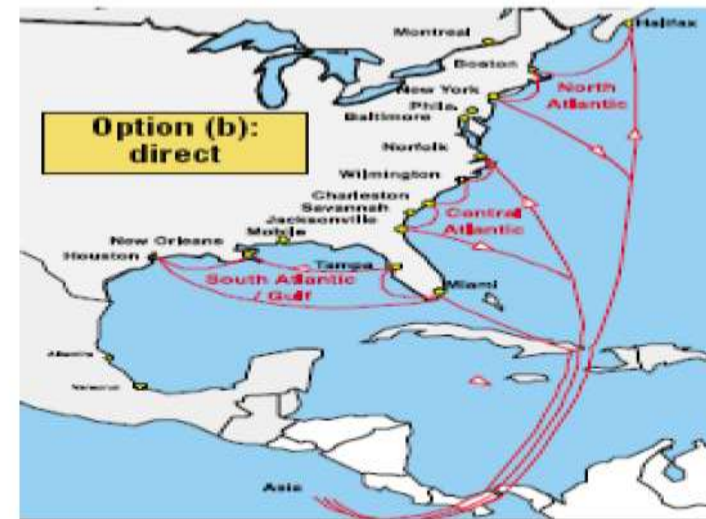 Montreal
Halifax
Boston
New York
North
Atlantic
Phila.
Baltimore
Option (b):
direct
Norfolk
Wilmington
Charleston
Savannah
Jacksonville
Central
Atlantic
New Orleans
Mobile
Houston
Tampa
South Atlantic
/ Gulf
Miami
Altamira
Asia